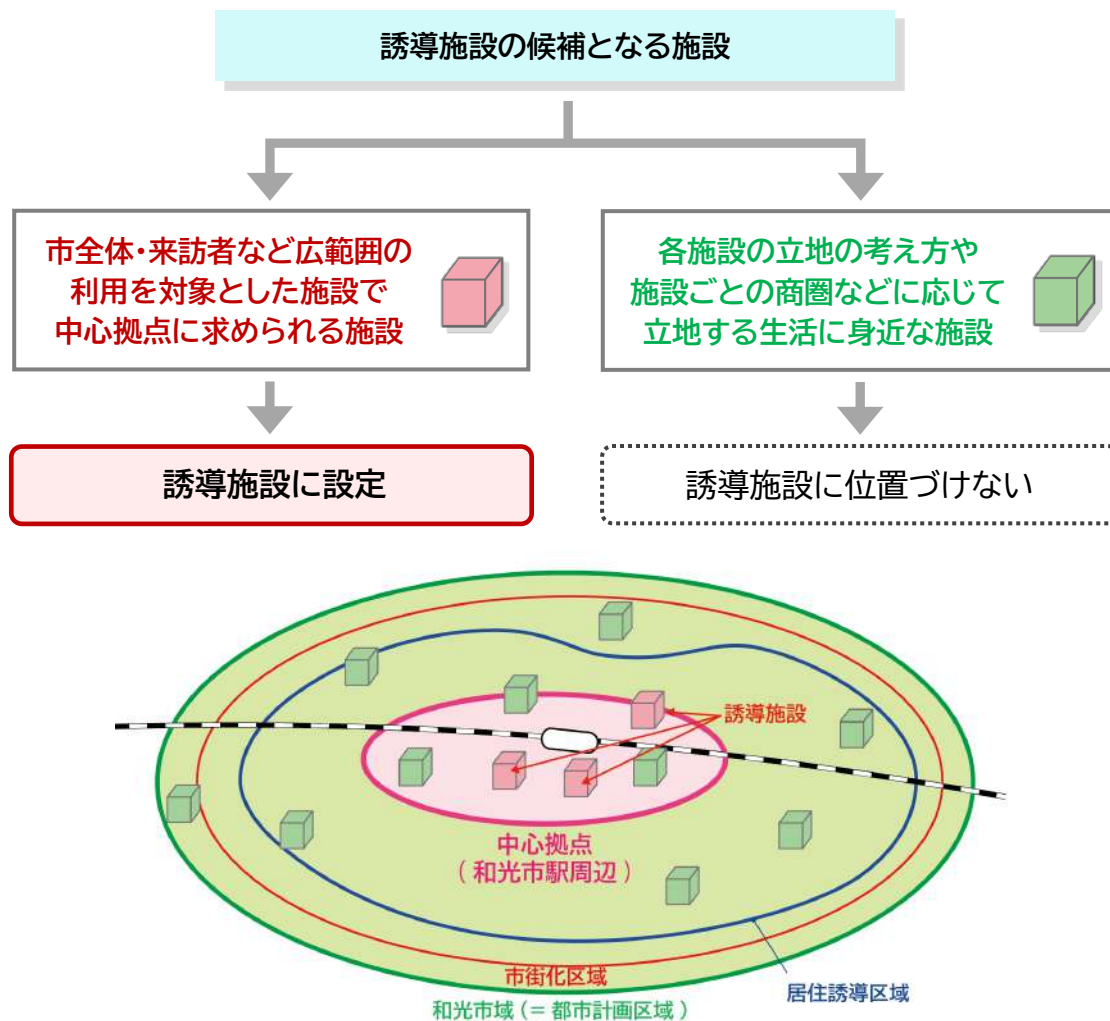 誘導施設の候補となる施設
市全体・来訪者など広範囲の
利用を対象とした施設で
中心拠点に求められる施設
各施設の立地の考え方や
施設ごとの商圏などに応じて
立地する生活に身近な施設
誘導施設に設定
誘導施設に位置づけない
誘導施設
中心拠点
（和光市駅周辺）
市街化区域
居住誘導区域
和光市域（＝都市計画区域）